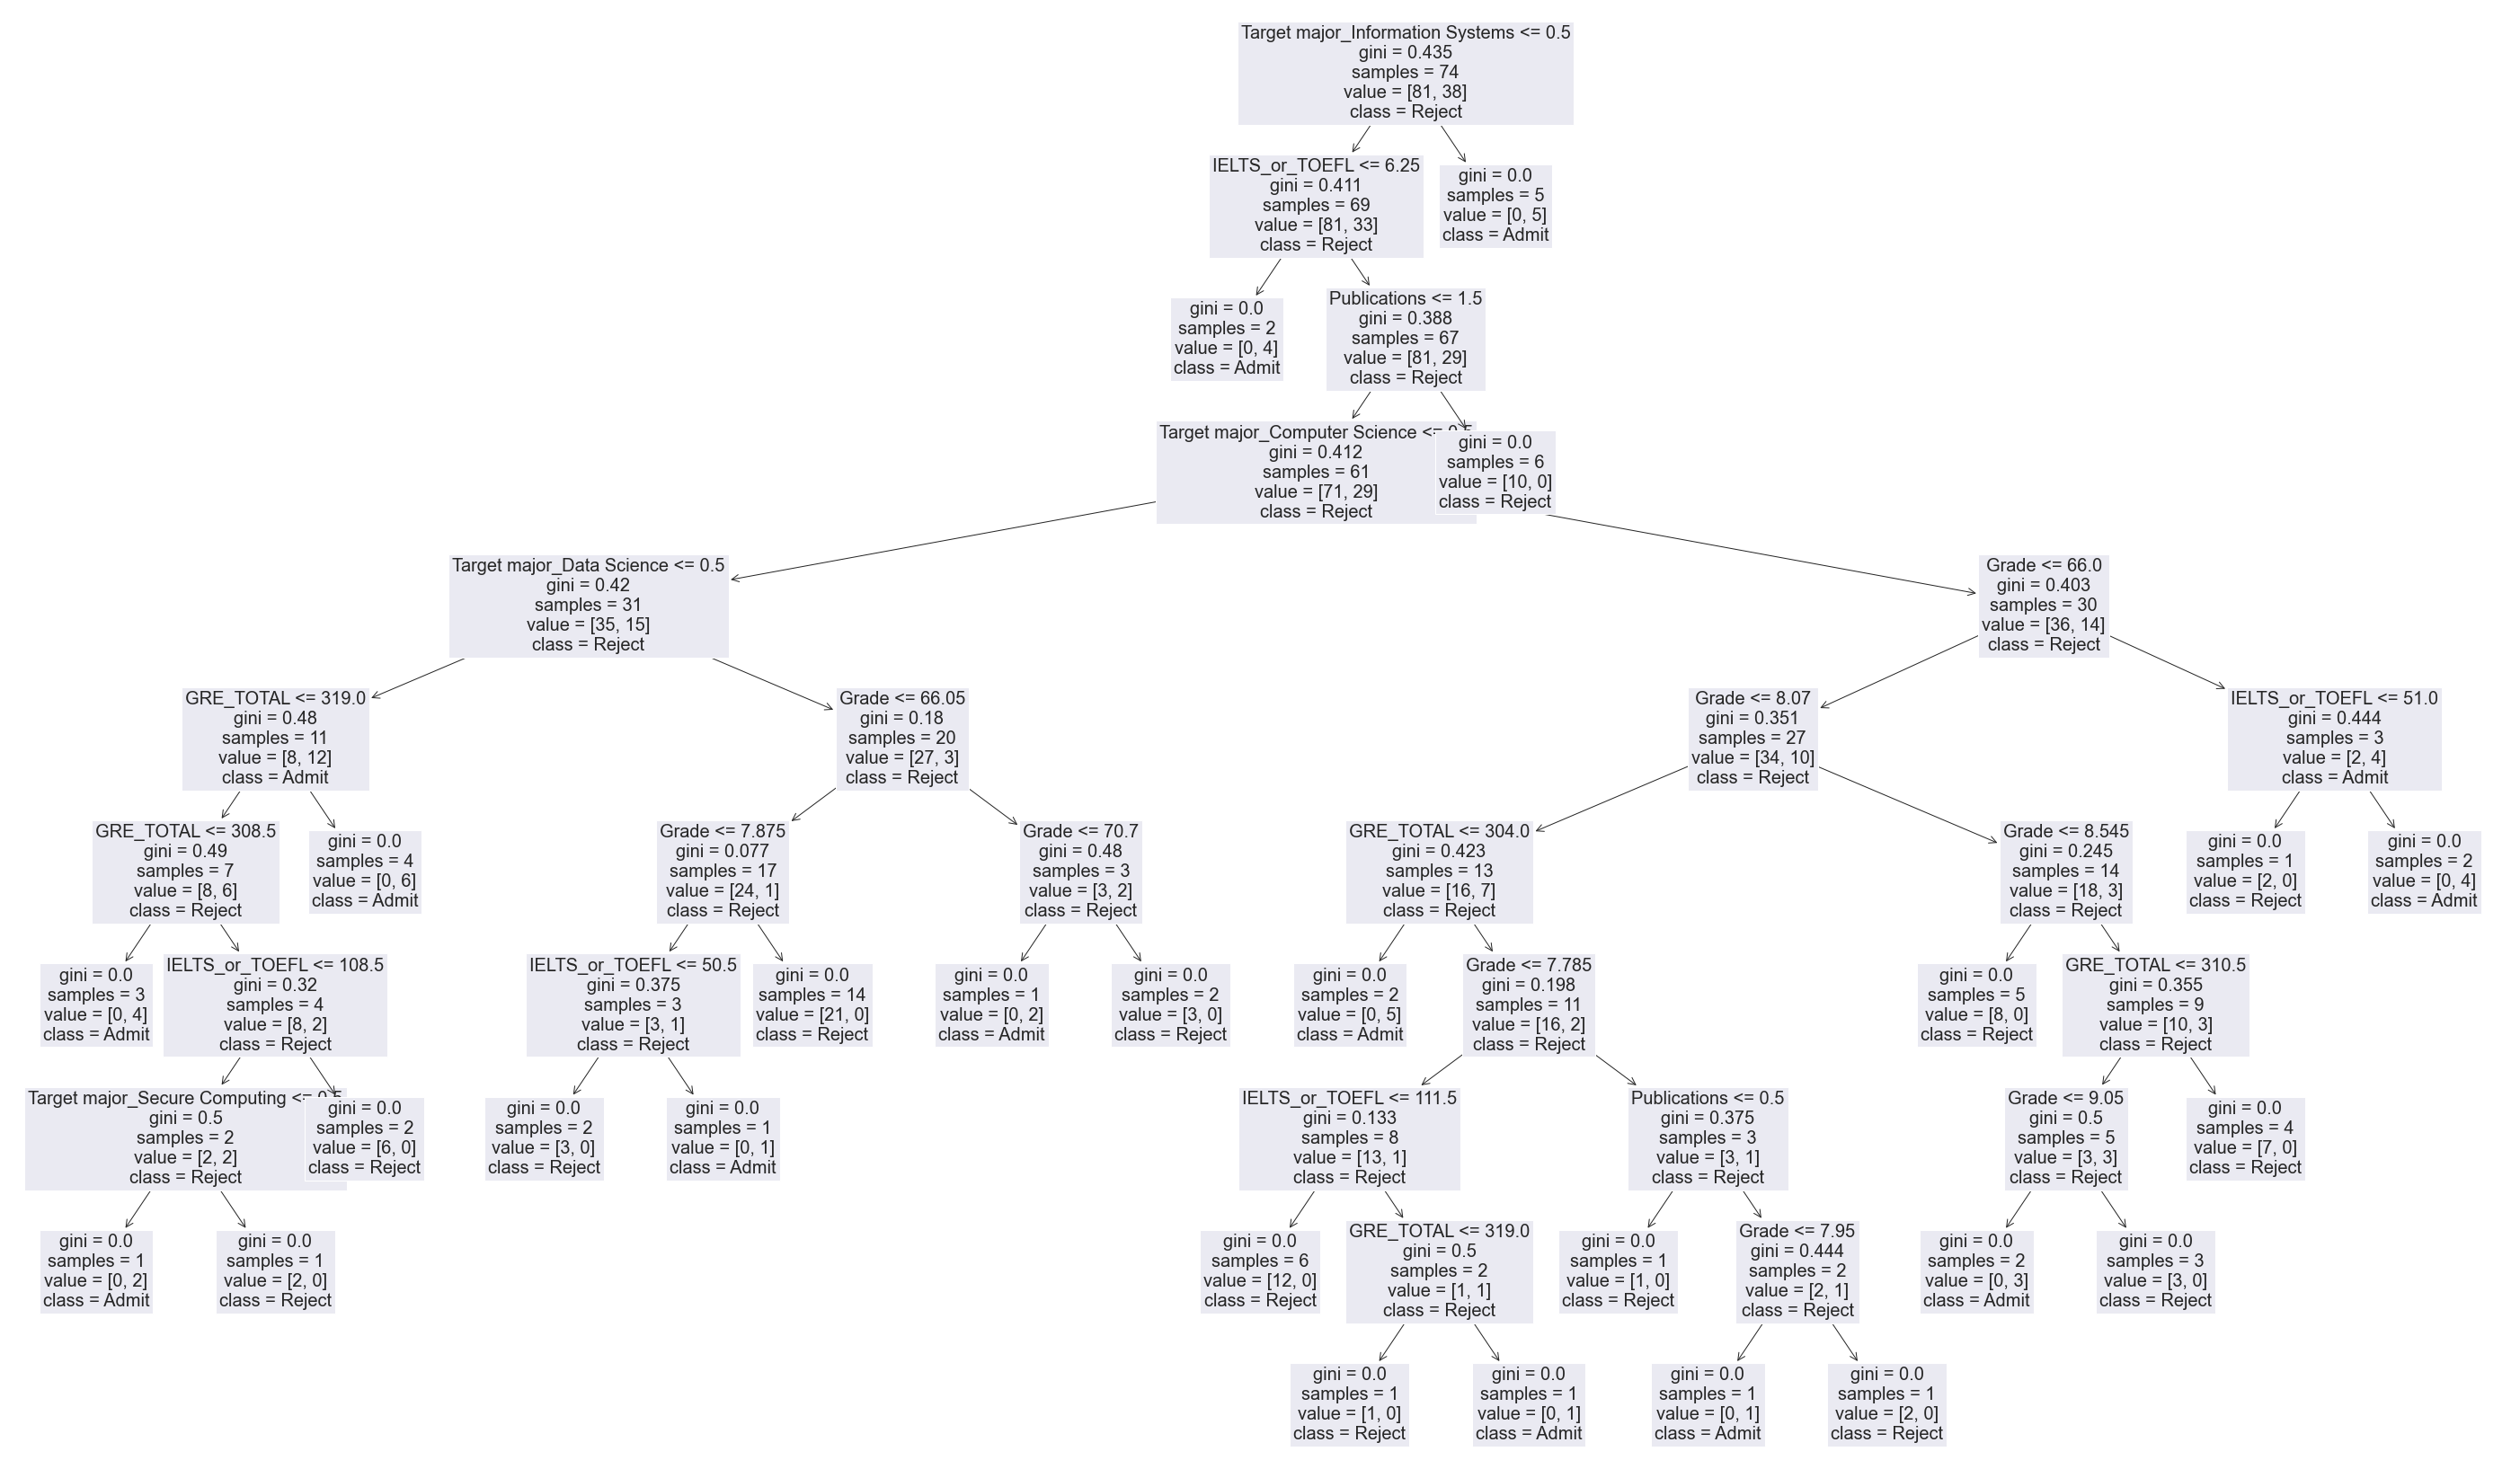 Target major_Information Systems <= 0.5
gini = 0.435
samples = 74
value = [81, 38]
class = Reject
IELTS_or_TOEFL <= 6.25
gini = 0.411
samples = 69
value = [81, 33]
class = Reject
gini = 0.0
samples = 5
value = [0, 5]
class = Admit
gini = 0.0
samples = 2
value = [0, 4]
class = Admit
Publications <= 1.5
gini = 0.388
samples = 67
value = [81, 29]
class = Reject
Target major_Computer Science <=
gini = 0.412
samples = 61
value = [71, 29]
class = Reject
gini = 0.0
samples = 6
value = [10, 0]
class = Reject
Target major_Data Science <= 0.5
gini = 0.42
samples = 31
value = [35, 15]
class = Reject
Grade <= 66.0
gini = 0.403
samples = 30
value = [36, 14]
class = Reject
GRE_TOTAL <= 319.0
gini = 0.48
samples = 11
value = [8, 12]
class = Admit
Grade <= 66.05
gini = 0.18
samples = 20
value = [27, 3]
class = Reject
Grade <= 8.07
gini = 0.351
samples = 27
value = [34, 10]
class = Reject
IELTS_or_TOEFL <= 51.0
gini = 0.444
samples = 3
value = [2, 4]
class = Admit
GRE_TOTAL <= 308.5
gini = 0.49
samples = 7
value = [8, 6]
class = Reject
gini = 0.0
samples = 4
value = [0, 6]
class = Admit
Grade <= 7.875
gini = 0.077
samples = 17
value = [24, 1]
class = Reject
Grade <= 70.7
gini = 0.48
samples = 3
value = [3, 2]
class = Reject
GRE_TOTAL <= 304.0
gini = 0.423
samples = 13
value = [16, 7]
class = Reject
Grade <= 8.545
gini = 0.245
samples = 14
value = [18, 3]
class = Reject
gini = 0.0
samples = 1
value = [2, 0]
class = Reject
gini = 0.0
samples = 2
value = [0, 4]
class = Admit
gini = 0.0
samples = 3
value = [0, 4]
class = Admit
IELTS_or_TOEFL <= 108.5
gini = 0.32
samples = 4
value = [8, 2]
class = Reject
IELTS_or_TOEFL <= 50.5
gini = 0.375
samples = 3
value = [3, 1]
class = Reject
gini = 0.0
samples = 14
value = [21, 0]
class = Reject
gini = 0.0
samples = 1
value = [0, 2]
class = Admit
gini = 0.0
samples = 2
value = [3, 0]
class = Reject
gini = 0.0
samples = 2
value = [0, 5]
class = Admit
Grade <= 7.785
gini = 0.198
samples = 11
value = [16, 2]
class = Reject
gini = 0.0
samples = 5
value = [8, 0]
class = Reject
GRE_TOTAL <= 310.5
gini = 0.355
samples = 9
value = [10, 3]
class = Reject
Target major_Secure Computing <=
gini = 0.5
samples = 2
value = [2, 2]
class = Reject
gini = 0.0
samples = 2
value = [6, 0]
class = Reject
gini = 0.0
samples = 2
value = [3, 0]
class = Reject
gini = 0.0
samples = 1
value = [0, 1]
class = Admit
IELTS_or_TOEFL <= 111.5
gini = 0.133
samples = 8
value = [13, 1]
class = Reject
Publications <= 0.5
gini = 0.375
samples = 3
value = [3, 1]
class = Reject
Grade <= 9.05
gini = 0.5
samples = 5
value = [3, 3]
class = Reject
gini = 0.0
samples = 4
value = [7, 0]
class = Reject
gini = 0.0
samples = 1
value = [0, 2]
class = Admit
gini = 0.0
samples = 1
value = [2, 0]
class = Reject
gini = 0.0
samples = 6
value = [12, 0]
class = Reject
GRE_TOTAL <= 319.0
gini = 0.5
samples = 2
value = [1, 1]
class = Reject
gini = 0.0
samples = 1
value = [1, 0]
class = Reject
Grade <= 7.95
gini = 0.444
samples = 2
value = [2, 1]
class = Reject
gini = 0.0
samples = 2
value = [0, 3]
class = Admit
gini = 0.0
samples = 3
value = [3, 0]
class = Reject
gini = 0.0
samples = 1
value = [1, 0]
class = Reject
gini = 0.0
samples = 1
value = [0, 1]
class = Admit
gini = 0.0
samples = 1
value = [0, 1]
class = Admit
gini = 0.0
samples = 1
value = [2, 0]
class = Reject